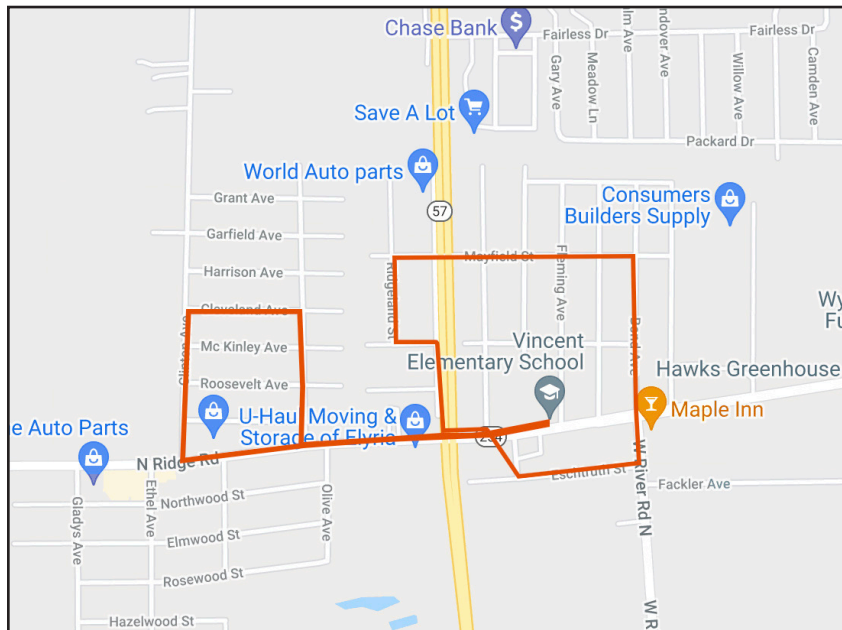 Chase Bank
Fairless Dr
Fairless Dr
Gary Ave
Meadow Ln
Ave
Ave
Willow Ave
Camden Ave
Save A Lot
Packard Dr
World Auto parts
Grant Ave
57
Consumers
Builders Supply
Garfield Ave
Mayfield St
Fleming Ave
Harrison Ave
Ridgeland St
Cleveland Ave
Bond Ave
Vincent
Elementary School
Mc Kinley Ave
Hawks Greenhouse
Roosevelt Ave
U-Haul Moving &
Storage of Elyria
Maple Inn
e Auto Parts
254
N Ridge Rd
Eschtruth St
W River Rd N
Fackler Ave
Gladys Ave
Ethel Ave
Northwood St
Olive Ave
Elmwood St
Rosewood St
Hazelwood St
W R